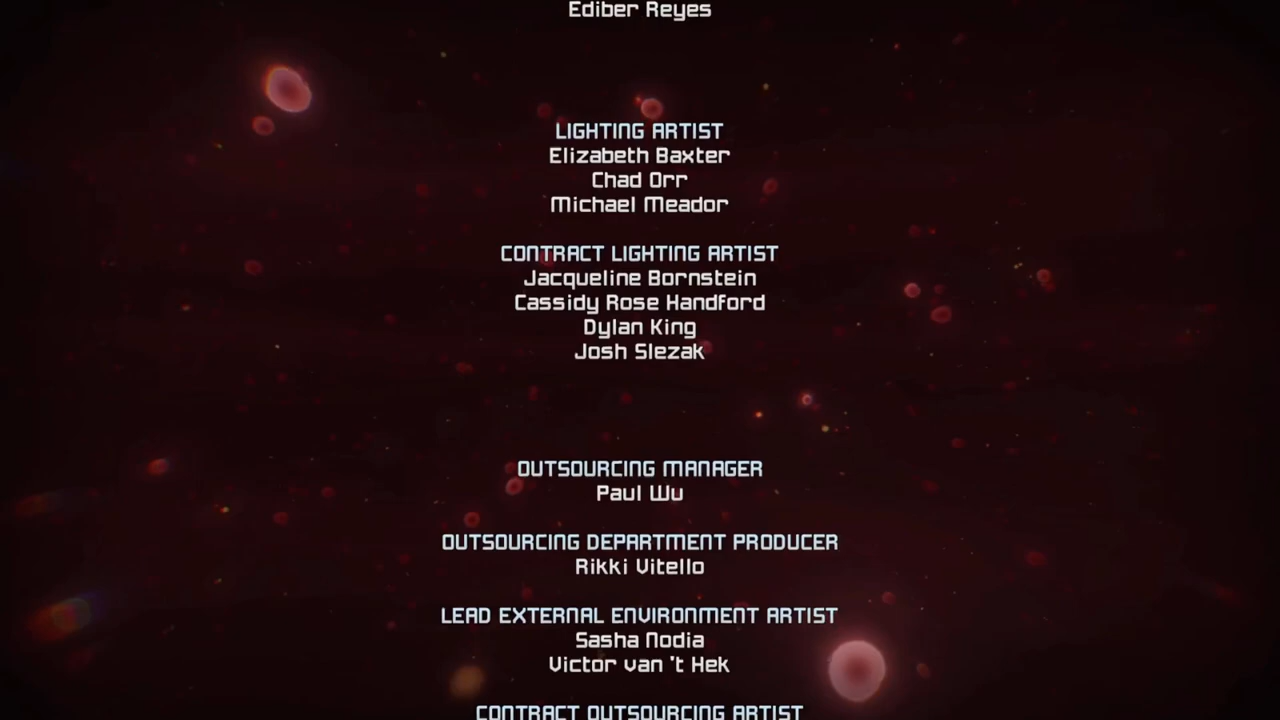 Ediber Reyes
LIGHTING ARTIST
Elizabeth Baxter
Chad Orr
Michael Meador
CONTRACT LIGHTING ARTIST
Jacqueline Bornstein
Cassidy Rose Handford
Dylan King
Josh Slezak
OUTSOURCING MANAGER
Paul Wu
OUTSOURCING DEPARTMENT PRODUCER
Rikki Vitello
LEAD EXTERNAL ENVIRONMENT ARTIST
Sasha Nodia
Victor van 't Hek
CONTRACT OUTSOURCING ARTIST